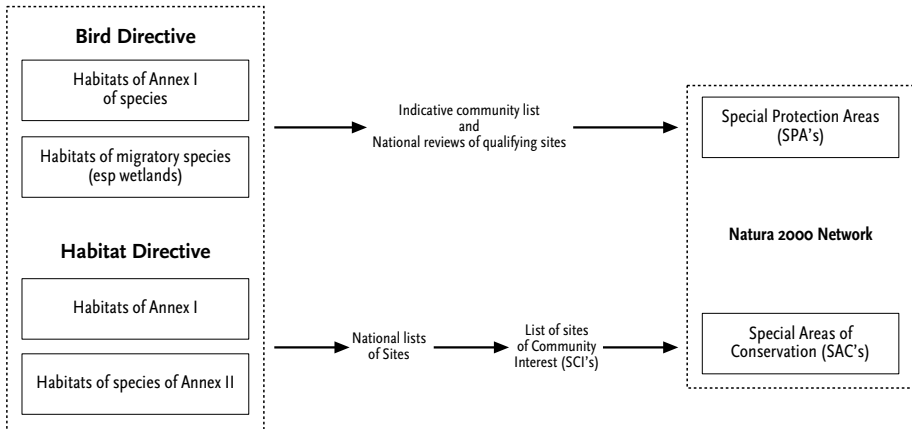 Bird Directive
Habitats of Annex I
of species
Habitats of migratory species
(esp wetlands)
Habitat Directive
Habitats of Annex I
Habitats of species of Annex II
Indicative community list
and
National reviews of qualifying sites
National lists
of Sites
List of sites
of Community
Interest (SCI's)
Special Protection Areas
(SPA's)
Natura 2000 Network
Special Areas of
Conservation (SAC's)